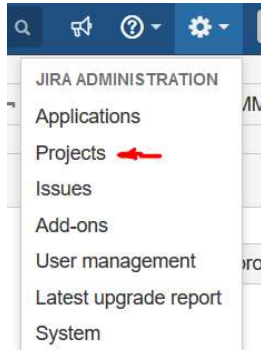 JIRA ADMINISTRATION
Applications
Projects
Issues
Add-ons
User management
Latest upgrade report
System